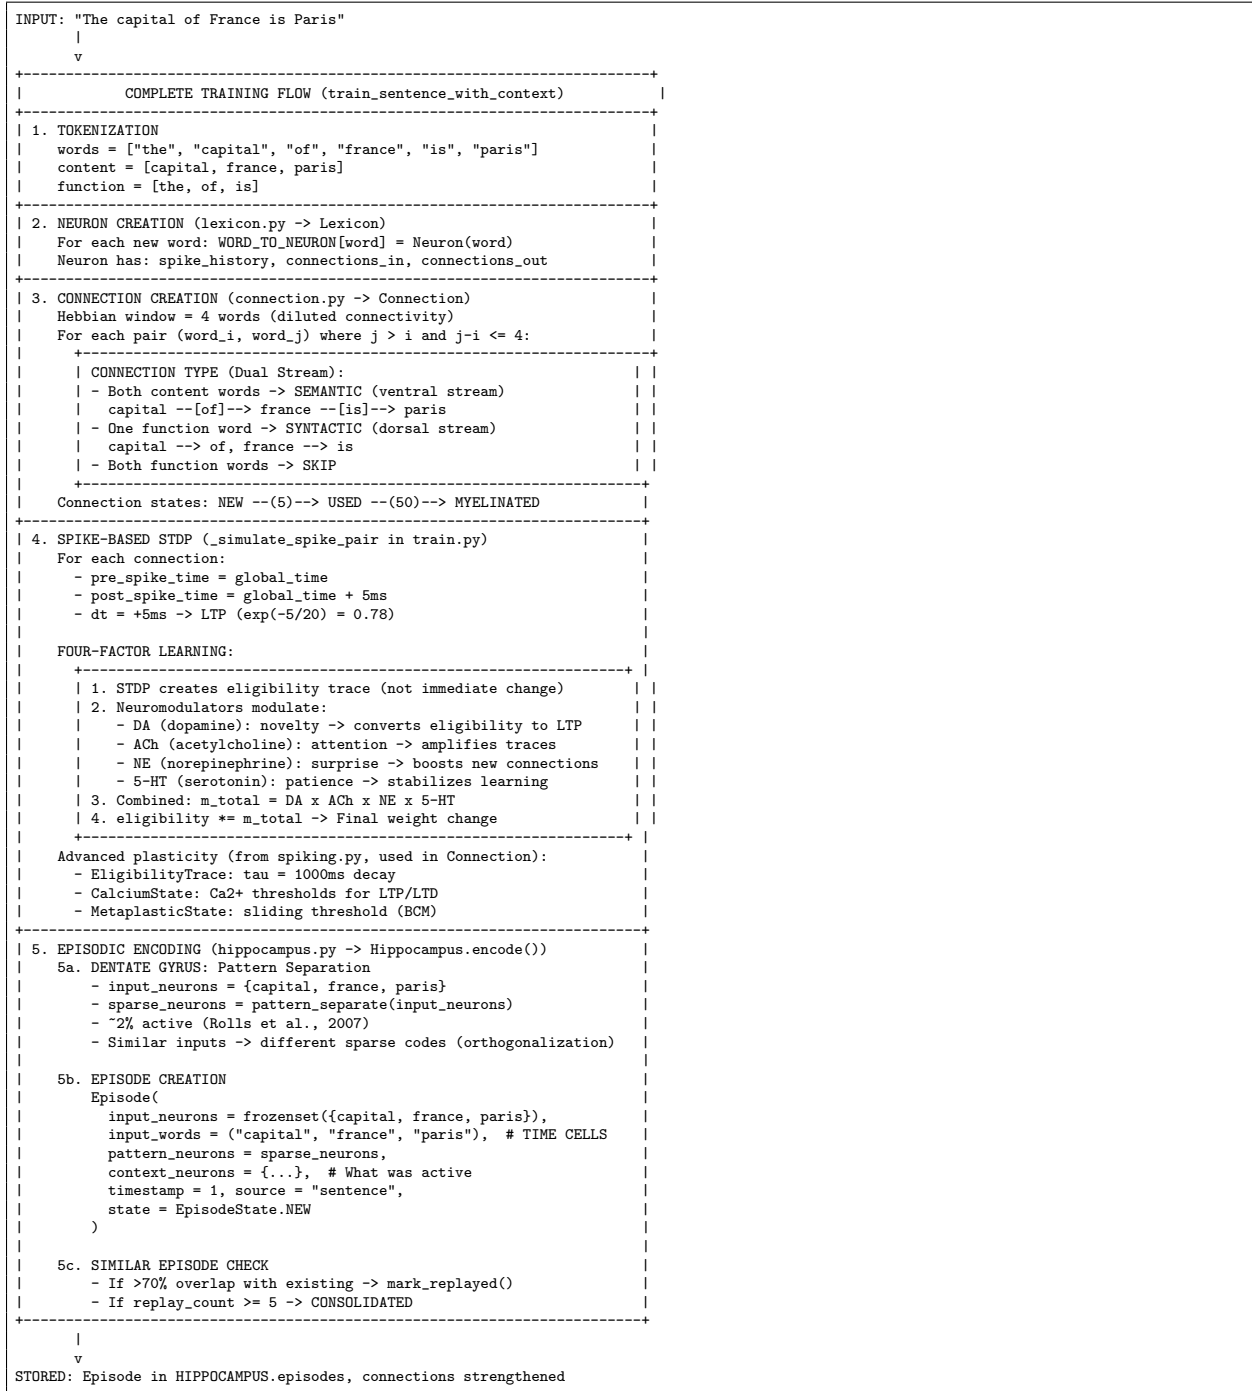 INPUT: "The capital of France is Paris"
       |
       v
+--------------------------------------------------------------------------+
|            COMPLETE TRAINING FLOW (train_sentence_with_context)           |
+--------------------------------------------------------------------------+
| 1. TOKENIZATION                                                          |
|    words = ["the", "capital", "of", "france", "is", "paris"]             |
|    content = [capital, france, paris]                                    |
|    function = [the, of, is]                                              |
+--------------------------------------------------------------------------+
| 2. NEURON CREATION (lexicon.py -> Lexicon)                               |
|    For each new word: WORD_TO_NEURON[word] = Neuron(word)                |
|    Neuron has: spike_history, connections_in, connections_out            |
+--------------------------------------------------------------------------+
| 3. CONNECTION CREATION (connection.py -> Connection)                     |
|    Hebbian window = 4 words (diluted connectivity)                       |
|    For each pair (word_i, word_j) where j > i and j-i <= 4:              |
|      +-------------------------------------------------------------------+
|      | CONNECTION TYPE (Dual Stream):                                  | |
|      | - Both content words -> SEMANTIC (ventral stream)               | |
|      |   capital --[of]--> france --[is]--> paris                      | |
|      | - One function word -> SYNTACTIC (dorsal stream)                | |
|      |   capital --> of, france --> is                                 | |
|      | - Both function words -> SKIP                                   | |
|      +------------------------------------------------------------------+
|    Connection states: NEW --(5)--> USED --(50)--> MYELINATED            |
+-------------------------------------------------------------------------+
| 4. SPIKE-BASED STDP (_simulate_spike_pair in train.py)                  |
|    For each connection:                                                 |
|      - pre_spike_time = global_time                                     |
|      - post_spike_time = global_time + 5ms                              |
|      - dt = +5ms -> LTP (exp(-5/20) = 0.78)                             |
|                                                                         |
|    FOUR-FACTOR LEARNING:                                                |
|      +----------------------------------------------------------------+ |
|      | 1. STDP creates eligibility trace (not immediate change)        | |
|      | 2. Neuromodulators modulate:                                    | |
|      |    - DA (dopamine): novelty -> converts eligibility to LTP      | |
|      |    - ACh (acetylcholine): attention -> amplifies traces         | |
|      |    - NE (norepinephrine): surprise -> boosts new connections    | |
|      |    - 5-HT (serotonin): patience -> stabilizes learning          | |
|      | 3. Combined: m_total = DA x ACh x NE x 5-HT                     | |
|      | 4. eligibility *= m_total -> Final weight change                | |
|      +----------------------------------------------------------------+ |
|    Advanced plasticity (from spiking.py, used in Connection):           |
|      - EligibilityTrace: tau = 1000ms decay                             |
|      - CalciumState: Ca2+ thresholds for LTP/LTD                        |
|      - MetaplasticState: sliding threshold (BCM)                        |
+-------------------------------------------------------------------------+
| 5. EPISODIC ENCODING (hippocampus.py -> Hippocampus.encode())           |
|    5a. DENTATE GYRUS: Pattern Separation                                |
|        - input_neurons = {capital, france, paris}                       |
|        - sparse_neurons = pattern_separate(input_neurons)               |
|        - ~2% active (Rolls et al., 2007)                                |
|        - Similar inputs -> different sparse codes (orthogonalization)   |
|                                                                         |
|    5b. EPISODE CREATION                                                 |
|        Episode(                                                         |
|          input_neurons = frozenset({capital, france, paris}),           |
|          input_words = ("capital", "france", "paris"),  # TIME CELLS    |
|          pattern_neurons = sparse_neurons,                              |
|          context_neurons = {...},  # What was active                    |
|          timestamp = 1, source = "sentence",                            |
|          state = EpisodeState.NEW                                       |
|        )                                                                |
|                                                                         |
|    5c. SIMILAR EPISODE CHECK                                            |
|        - If >70% overlap with existing -> mark_replayed()               |
|        - If replay_count >= 5 -> CONSOLIDATED                           |
+-------------------------------------------------------------------------+
       |
       v
STORED: Episode in HIPPOCAMPUS.episodes, connections strengthened